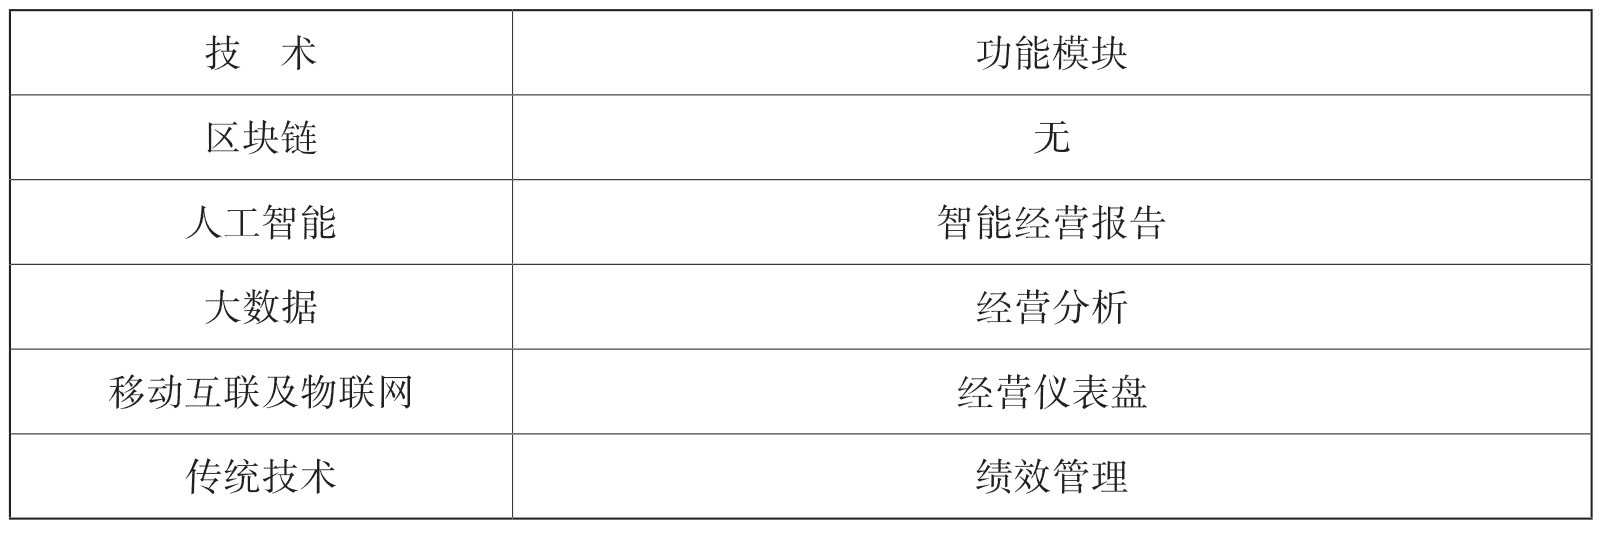 技 术 功能模块
区块链 无
人工智能 智能经营报告
大数据 经营分析
移动互联及物联网 经营仪表盘
传统技术 绩效管理